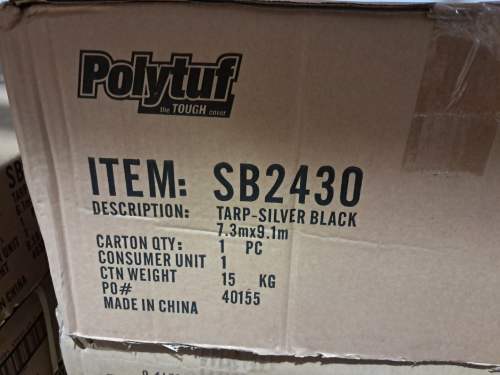 Polytuf
the TOUGH cover
ITEM: SB2430
DESCRIPTION: TARP-SILVER BLACK
7.3mx9.1m
CARTON QTY: 1 PC
CONSUMER UNIT 1
CTN WEIGHT 15 KG
PO# 40155
MADE IN CHINA